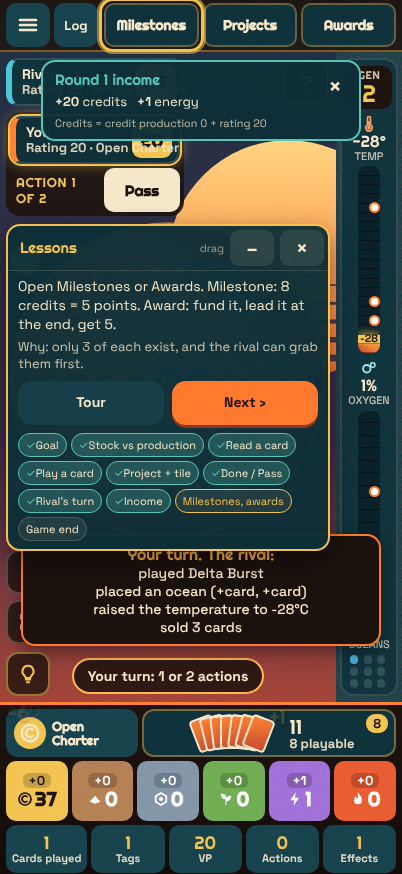 Log
Milestones
Projects
Awards
Round 1 income
+20 credits +1 energy
Credits = credit production 0 + rating 20
×
GEN
2
-28°
TEMP
Rating 20 · Open Charter
ACTION 1
OF 2
Pass
Lessons
drag
–
×
Open Milestones or Awards. Milestone: 8
credits = 5 points. Award: fund it, lead it at
the end, get 5.
Why: only 3 of each exist, and the rival can grab
them first.
Tour
Next >
✓Goal
✓Stock vs production
✓Read a card
✓Play a card
✓Project + tile
✓Done / Pass
✓Rival's turn
✓Income
Milestones, awards
Game end
-28
1%
OXYGEN
Your turn. The rival:
played Delta Burst
placed an ocean (+card, +card)
raised the temperature to -28°C
sold 3 cards
OCEANS
Your turn: 1 or 2 actions
Open
Charter
+1
11
8 playable
8
+0
© 37
+0
0
+0
0
+0
0
+1
1
+0
0
1
Cards played
1
Tags
20
VP
0
Actions
1
Effects